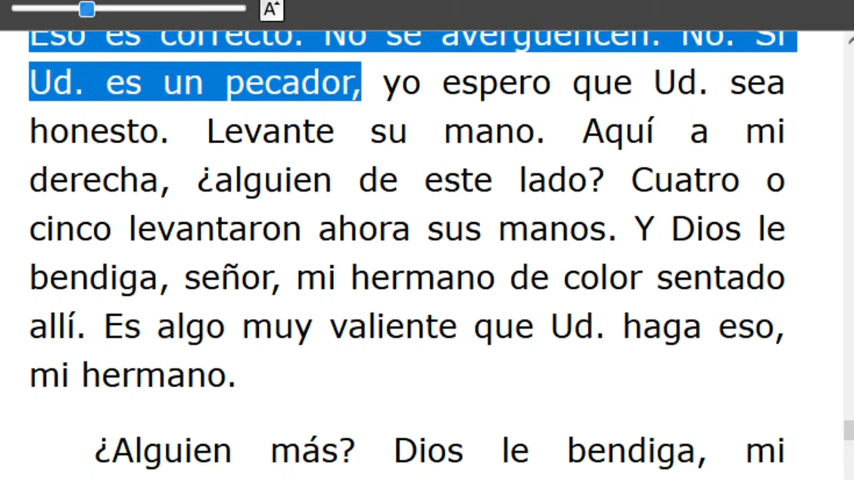 A
Eso es correcto. No se avergüencen. No. Si
Ud. es un pecador, yo espero que Ud. sea
honesto. Levante su mano. Aquí a mi
derecha, ¿alguien de este lado? Cuatro o
cinco levantaron ahora sus manos. Y Dios le
bendiga, señor, mi hermano de color sentado
allí. Es algo muy valiente que Ud. haga eso,
mi hermano.
¿Alguien más? Dios le bendiga, mi